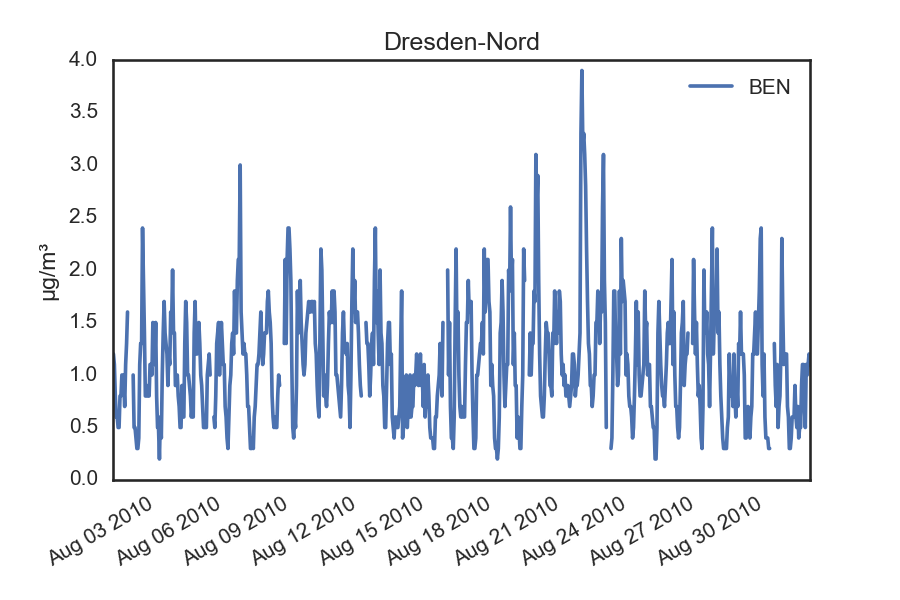 Dresden-Nord
4.0
3.5
3.0
2.5
2.0
1.5
1.0
0.5
0.0
µg/m³
BEN
Aug 03 2010
Aug 06 2010
Aug 09 2010
Aug 12 2010
Aug 15 2010
Aug 18 2010
Aug 21 2010
Aug 24 2010
Aug 27 2010
Aug 30 2010